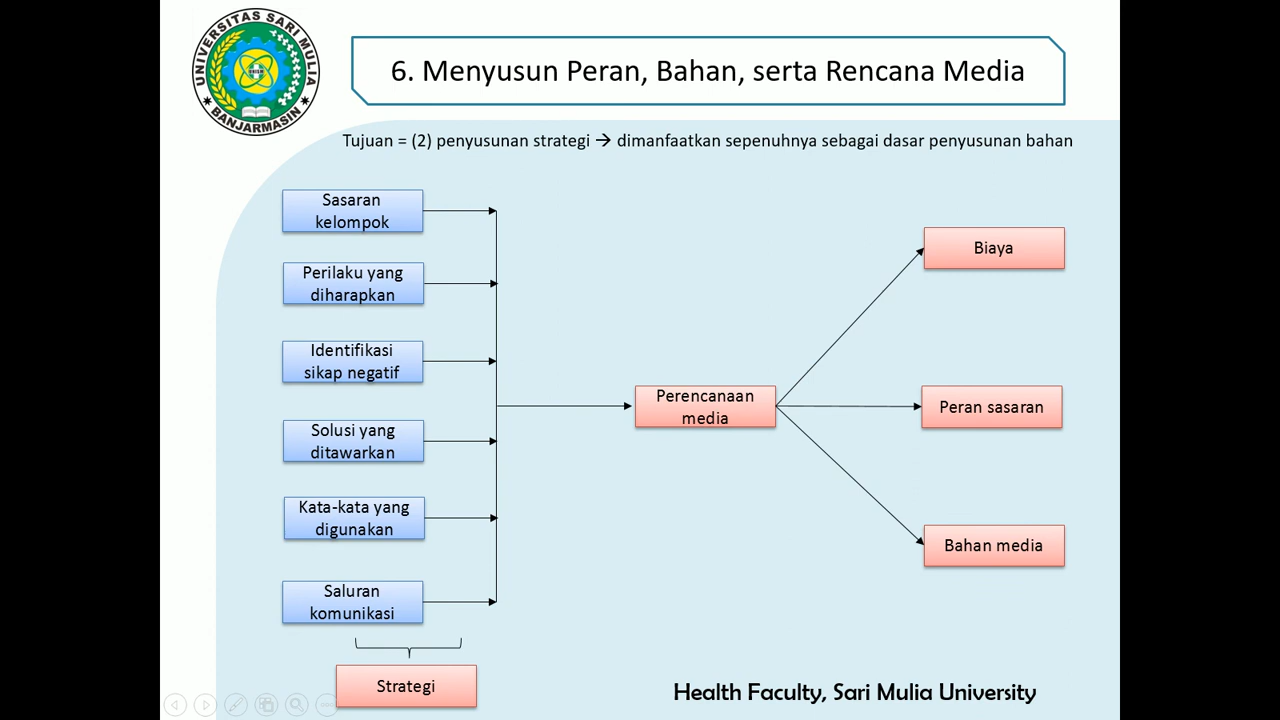 UNIVERSITAS SARI MULIA
BANJARMASIN
6. Menyusun Peran, Bahan, serta Rencana Media
Tujuan = (2) penyusunan strategi → dimanfaatkan sepenuhnya sebagai dasar penyusunan bahan
Sasaran
kelompok
Perilaku yang
diharapkan
Identifikasi
sikap negatif
Solusi yang
ditawarkan
Kata-kata yang
digunakan
Saluran
komunikasi
Strategi
Perencanaan
media
Biaya
Peran sasaran
Bahan media
Health Faculty, Sari Mulia University